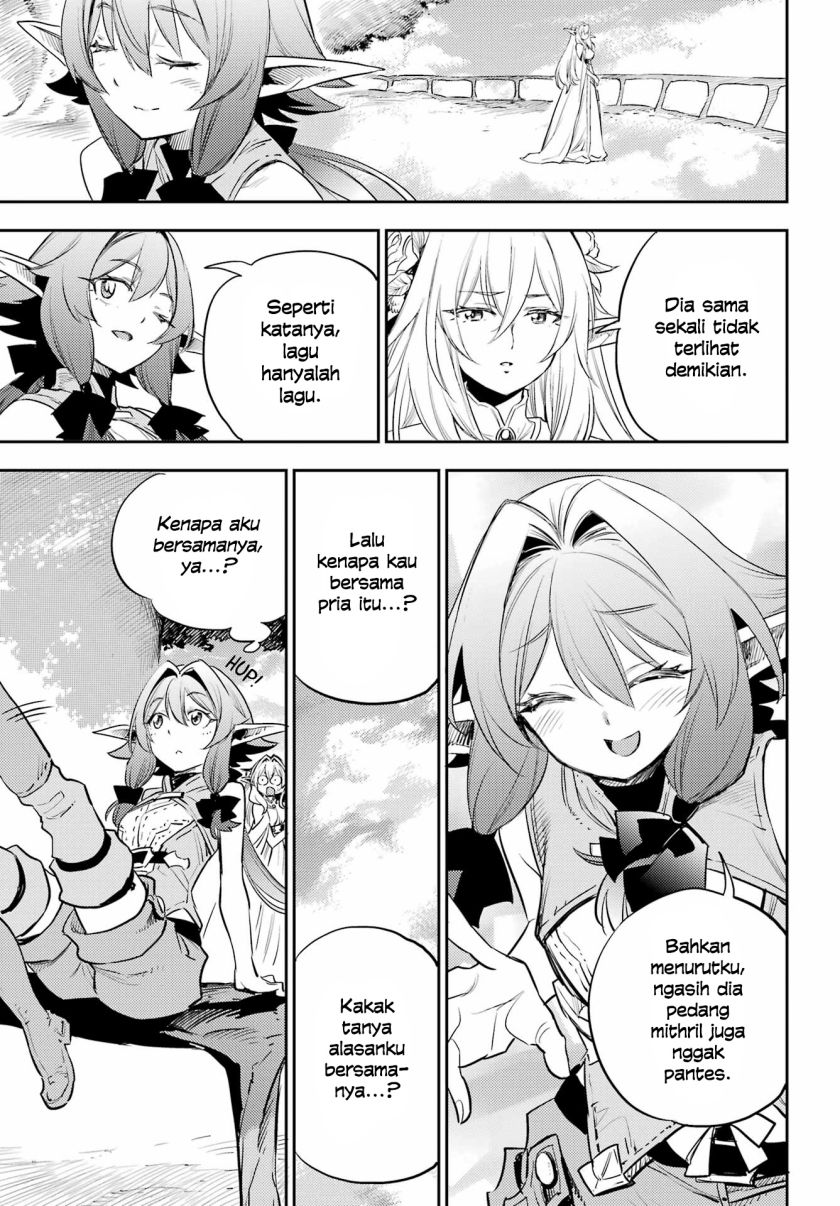 Dia sama
sekali tidak
terlihat
demikian.
Seperti
katanya,
lagu
hanyalah
lagu.
Bahkan
menurutku,
ngasih dia
pedang
mithril juga
nggak
pantes.
Lalu
kenapa kau
bersama
pria itu...?
Kakak
tanya
alasanku
bersama-
nya...?
Kenapa aku
bersamanya,
ya...?
HUP!